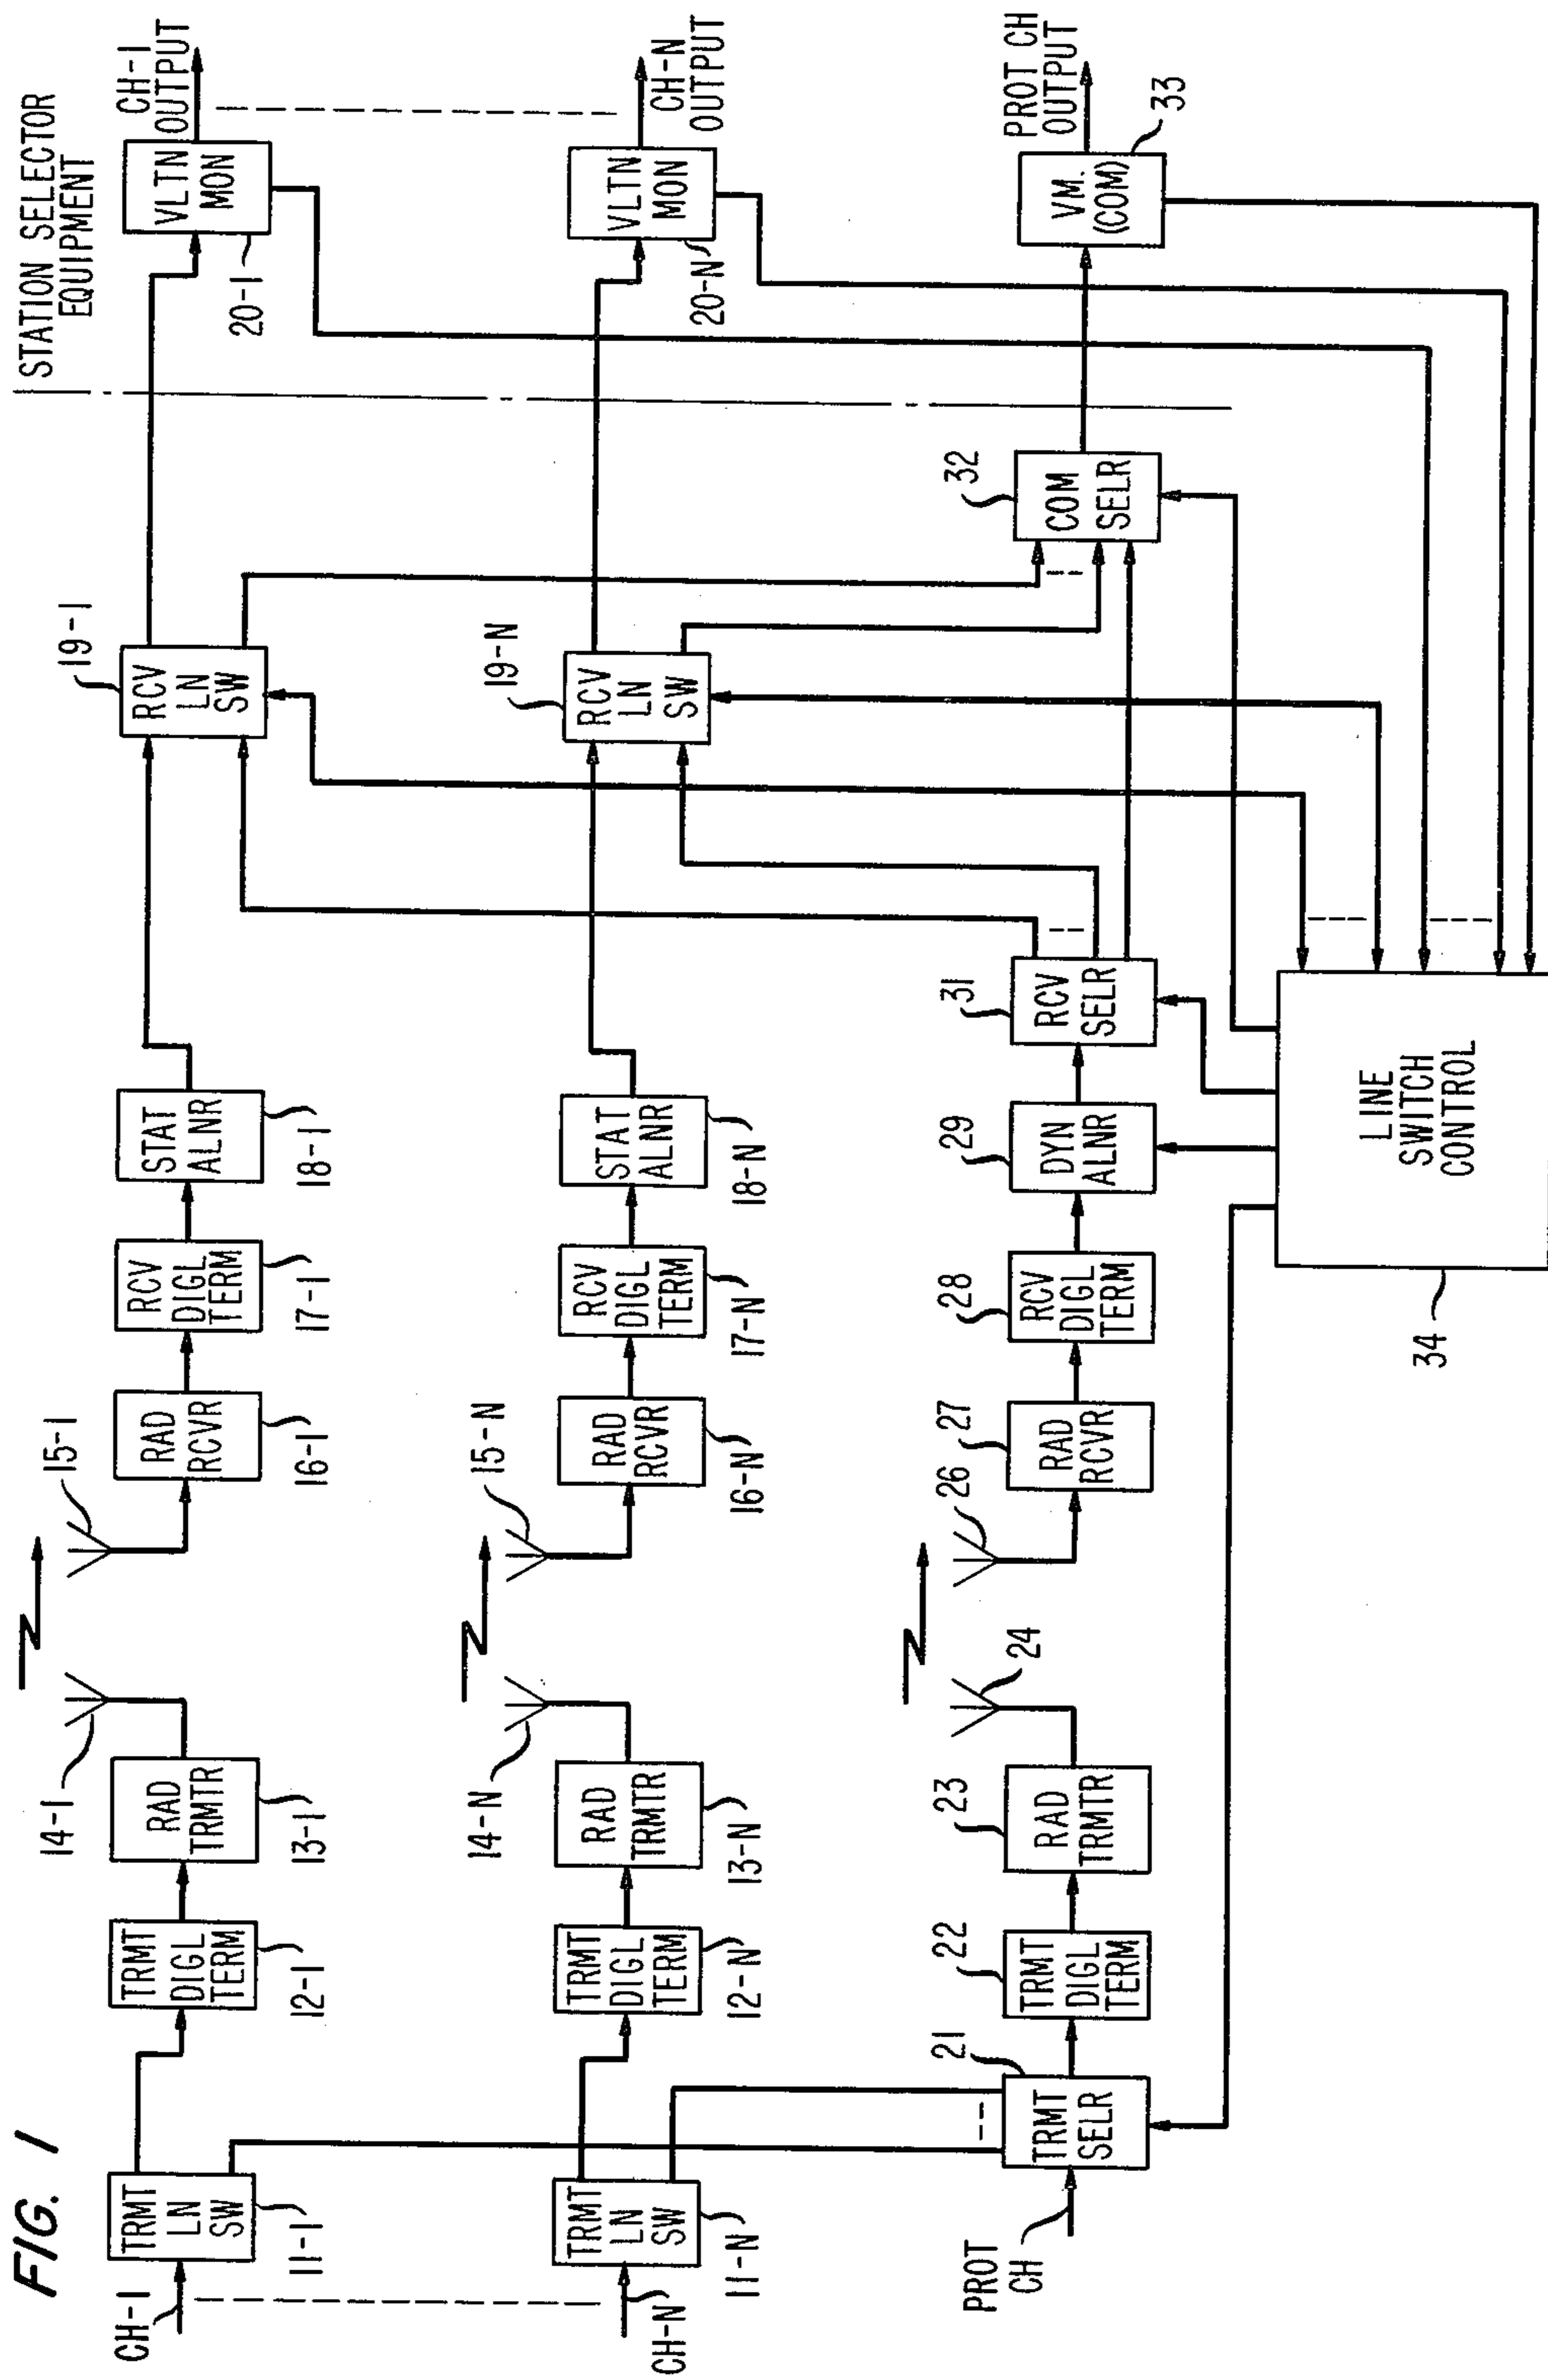 FIG. 1
STATION SELECTOR
EQUIPMENT
CH-1
TRMT
LN
SW
11-1
TRMT
DIGL
TERM
12-1
RAD
TRMTR
13-1
14-1
15-1
RAD
RCVR
16-1
RCV
DIGL
TERM
17-1
STAT
ALNR
18-1
RCV
LN
SW
19-1
VLTN
MON
20-1
CH-1
OUTPUT
CH-N
TRMT
LN
SW
11-N
TRMT
DIGL
TERM
12-N
RAD
TRMTR
13-N
14-N
15-N
RAD
RCVR
16-N
RCV
DIGL
TERM
17-N
STAT
ALNR
18-N
RCV
LN
SW
19-N
VLTN
MON
20-N
CH-N
OUTPUT
PROT
CH
TRMT
SELR
21
TRMT
DIGL
TERM
22
RAD
TRMTR
23
24
26
RAD
RCVR
27
RCV
DIGL
TERM
28
DYN
ALNR
29
RCV
SELR
31
COM
SELR
32
VM.
(COM)
33
PROT CH
OUTPUT
LINE
SWITCH
CONTROL
34